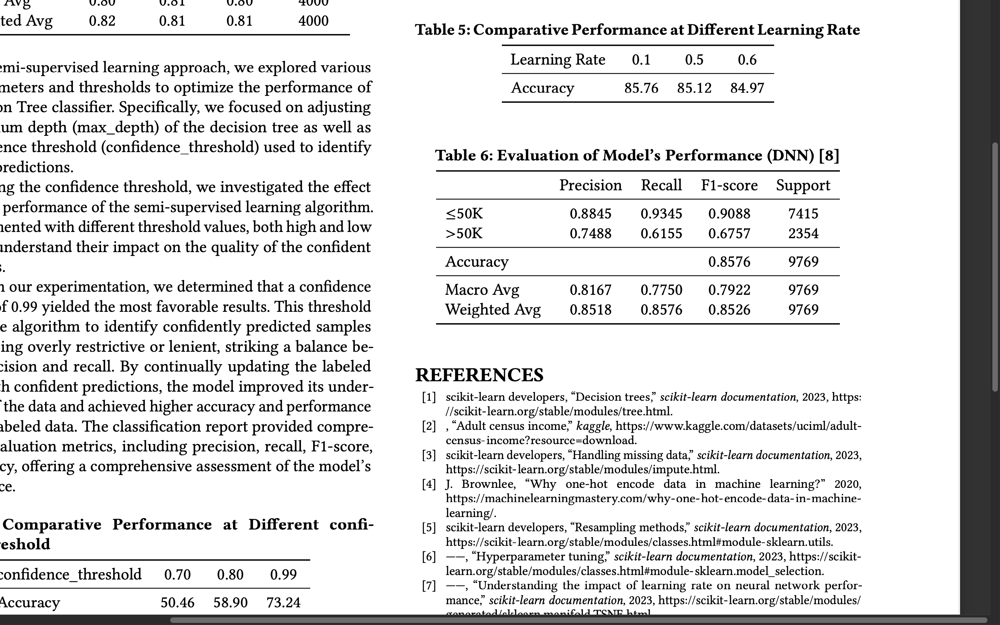 Avg 0.80 0.81 0.80 4000
ted Avg 0.82 0.81 0.81 4000
emi-supervised learning approach, we explored various
meters and thresholds to optimize the performance of
on Tree classifier. Specifically, we focused on adjusting
um depth (max_depth) of the decision tree as well as
ence threshold (confidence_threshold) used to identify
predictions.
ng the confidence threshold, we investigated the effect
performance of the semi-supervised learning algorithm.
mented with different threshold values, both high and low
understand their impact on the quality of the confident
s.
n our experimentation, we determined that a confidence
of 0.99 yielded the most favorable results. This threshold
e algorithm to identify confidently predicted samples
ing overly restrictive or lenient, striking a balance be-
cision and recall. By continually updating the labeled
th confident predictions, the model improved its under-
f the data and achieved higher accuracy and performance
abeled data. The classification report provided compre-
aluation metrics, including precision, recall, F1-score,
cy, offering a comprehensive assessment of the model's
ce.
Comparative Performance at Different confi-
reshold
confidence_threshold 0.70 0.80 0.99
Accuracy 50.46 58.90 73.24
Table 5: Comparative Performance at Different Learning Rate
Learning Rate 0.1 0.5 0.6
Accuracy 85.76 85.12 84.97
Table 6: Evaluation of Model's Performance (DNN) [8]
Precision Recall F1-score Support
≤50K 0.8845 0.9345 0.9088 7415
>50K 0.7488 0.6155 0.6757 2354
Accuracy 0.8576 9769
Macro Avg 0.8167 0.7750 0.7922 9769
Weighted Avg 0.8518 0.8576 0.8526 9769
REFERENCES
[1] scikit-learn developers, “Decision trees,” scikit-learn documentation, 2023, https:
//scikit-learn.org/stable/modules/tree.html.
[2] , “Adult census income,” kaggle, https://www.kaggle.com/datasets/uciml/adult-
census-income?resource=download.
[3] scikit-learn developers, “Handling missing data,” scikit-learn documentation, 2023,
https://scikit-learn.org/stable/modules/impute.html.
[4] J. Brownlee, “Why one-hot encode data in machine learning?” 2020,
https://machinelearningmastery.com/why-one-hot-encode-data-in-machine-
learning/.
[5] scikit-learn developers, “Resampling methods,” scikit-learn documentation, 2023,
https://scikit-learn.org/stable/modules/classes.html#module-sklearn.utils.
[6] ——, “Hyperparameter tuning,” scikit-learn documentation, 2023, https://scikit-
learn.org/stable/modules/classes.html#module-sklearn.model_selection.
[7] ——, “Understanding the impact of learning rate on neural network perfor-
mance,” scikit-learn documentation, 2023, https://scikit-learn.org/stable/modules/
generated/sklearn.manifold.TSNE.html.